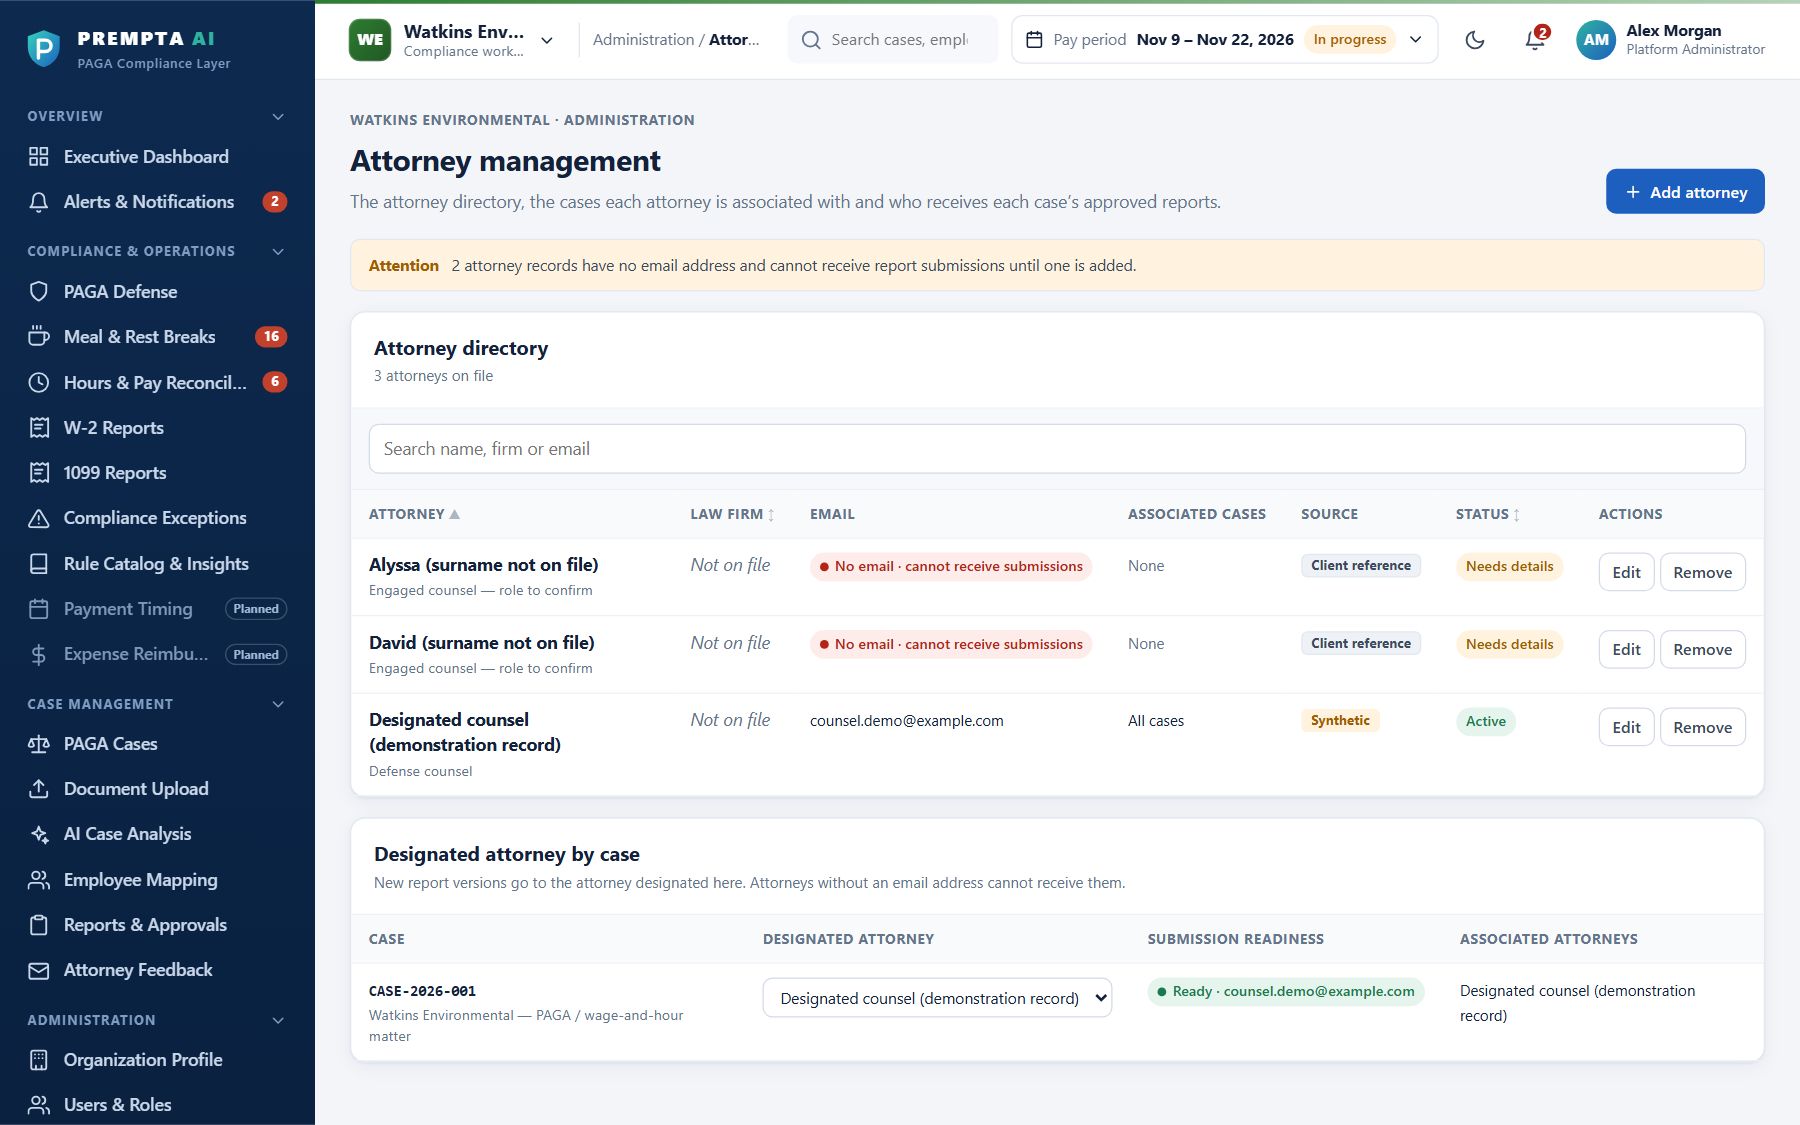 PREMPTA AI
PAGA Compliance Layer
OVERVIEW
Executive Dashboard
Alerts & Notifications 2
COMPLIANCE & OPERATIONS
PAGA Defense
Meal & Rest Breaks 16
Hours & Pay Reconcil... 6
W-2 Reports
1099 Reports
Compliance Exceptions
Rule Catalog & Insights
Payment Timing Planned
Expense Reimbu... Planned
CASE MANAGEMENT
PAGA Cases
Document Upload
AI Case Analysis
Employee Mapping
Reports & Approvals
Attorney Feedback
ADMINISTRATION
Organization Profile
Users & Roles
WE
Watkins Env...
Compliance work...
Administration / Attor...
Search cases, empl
Pay period Nov 9 – Nov 22, 2026 In progress
2
AM
Alex Morgan
Platform Administrator
WATKINS ENVIRONMENTAL · ADMINISTRATION
Attorney management
The attorney directory, the cases each attorney is associated with and who receives each case's approved reports.
+ Add attorney
Attention 2 attorney records have no email address and cannot receive report submissions until one is added.
Attorney directory
3 attorneys on file
Search name, firm or email
ATTORNEY ▲ LAW FIRM ↕ EMAIL ASSOCIATED CASES SOURCE STATUS ↕ ACTIONS
Alyssa (surname not on file) Not on file No email · cannot receive submissions None Client reference Needs details Edit Remove
Engaged counsel — role to confirm
David (surname not on file) Not on file No email · cannot receive submissions None Client reference Needs details Edit Remove
Engaged counsel — role to confirm
Designated counsel Not on file counsel.demo@example.com All cases Synthetic Active Edit Remove
(demonstration record)
Defense counsel
Designated attorney by case
New report versions go to the attorney designated here. Attorneys without an email address cannot receive them.
CASE DESIGNATED ATTORNEY SUBMISSION READINESS ASSOCIATED ATTORNEYS
CASE-2026-001 Designated counsel (demonstration record) Ready · counsel.demo@example.com Designated counsel (demonstration
record)
Watkins Environmental — PAGA / wage-and-hour
matter